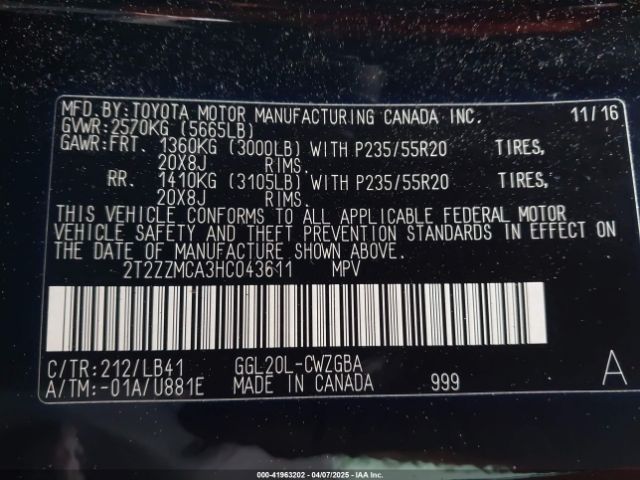 MFD.BY:TOYOTA MOTOR MANUFACTURING CANADA INC. 11/16
GVWR:2570KG (5665LB)
GAWR:FRT. 1360KG (3000LB) WITH P235/55R20 TIRES,
20X8J RIMS.
RR. 1410KG (3105LB) WITH P235/55R20 TIRES,
20X8J RIMS.
THIS VEHICLE CONFORMS TO ALL APPLICABLE FEDERAL MOTOR
VEHICLE SAFETY AND THEFT PREVENTION STANDARDS IN EFFECT ON
THE DATE OF MANUFACTURE SHOWN ABOVE.
2T2ZZMCA3HC043611 MPV
C/TR:212/LB41 GGL20L-CWZGBA
A/TM:-01A/U881E MADE IN CANADA 999 A
000-41963202 - 04/07/2025 - IAA Inc.